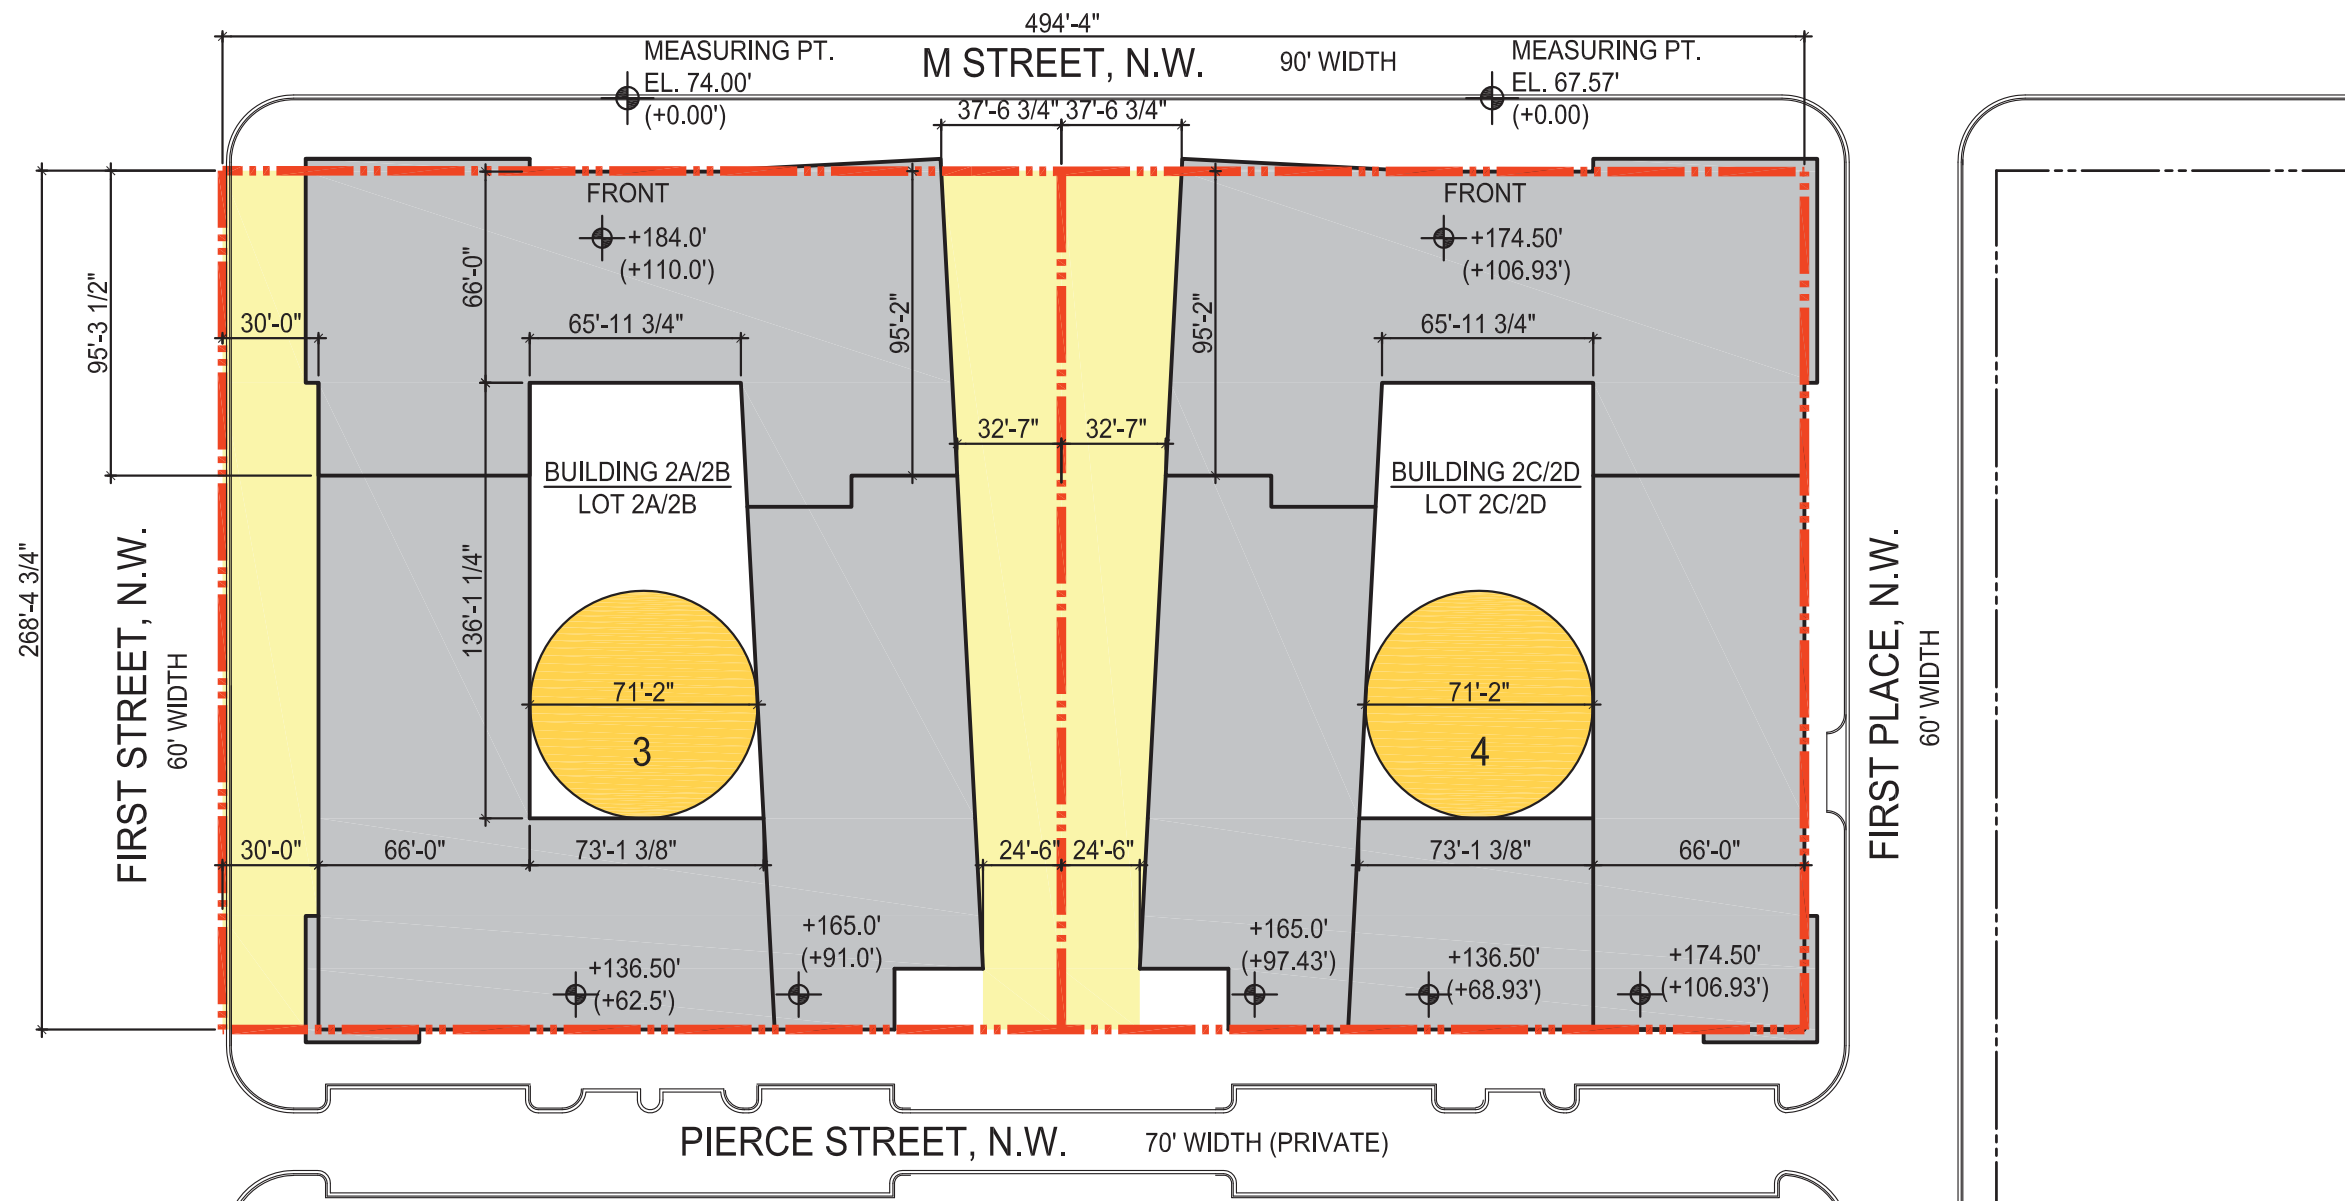 494'-4"
M STREET, N.W.
90' WIDTH
MEASURING PT.
EL. 74.00'
(+0.00')
MEASURING PT.
EL. 67.57'
(+0.00)
37'-6 3/4"
37'-6 3/4"
FRONT
+184.0'
(+110.0')
FRONT
+174.50'
(+106.93')
95'-3 1/2"
66'-0"
95'-2"
95'-2"
30'-0"
65'-11 3/4"
65'-11 3/4"
32'-7"
32'-7"
BUILDING 2A/2B
LOT 2A/2B
BUILDING 2C/2D
LOT 2C/2D
268'-4 3/4"
FIRST STREET, N.W.
60' WIDTH
136'-1 1/4"
71'-2"
3
71'-2"
4
FIRST PLACE, N.W.
60' WIDTH
30'-0"
66'-0"
73'-1 3/8"
24'-6"
24'-6"
73'-1 3/8"
66'-0"
+136.50'
(+62.5')
+165.0'
(+91.0')
+165.0'
(+97.43')
+136.50'
(+68.93')
+174.50'
(+106.93')
PIERCE STREET, N.W.
70' WIDTH (PRIVATE)